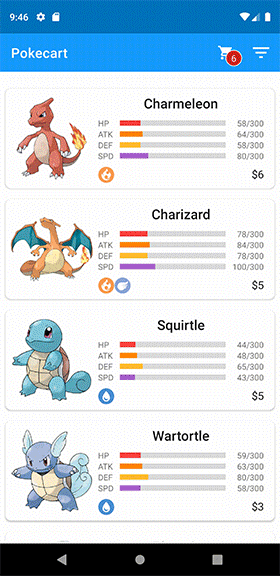 9:46
Pokecart
6
Charmeleon
HP 58/300
ATK 64/300
DEF 58/300
SPD 80/300
$6
Charizard
HP 78/300
ATK 84/300
DEF 78/300
SPD 100/300
$5
Squirtle
HP 44/300
ATK 48/300
DEF 65/300
SPD 43/300
$5
Wartortle
HP 59/300
ATK 63/300
DEF 80/300
SPD 58/300
$3